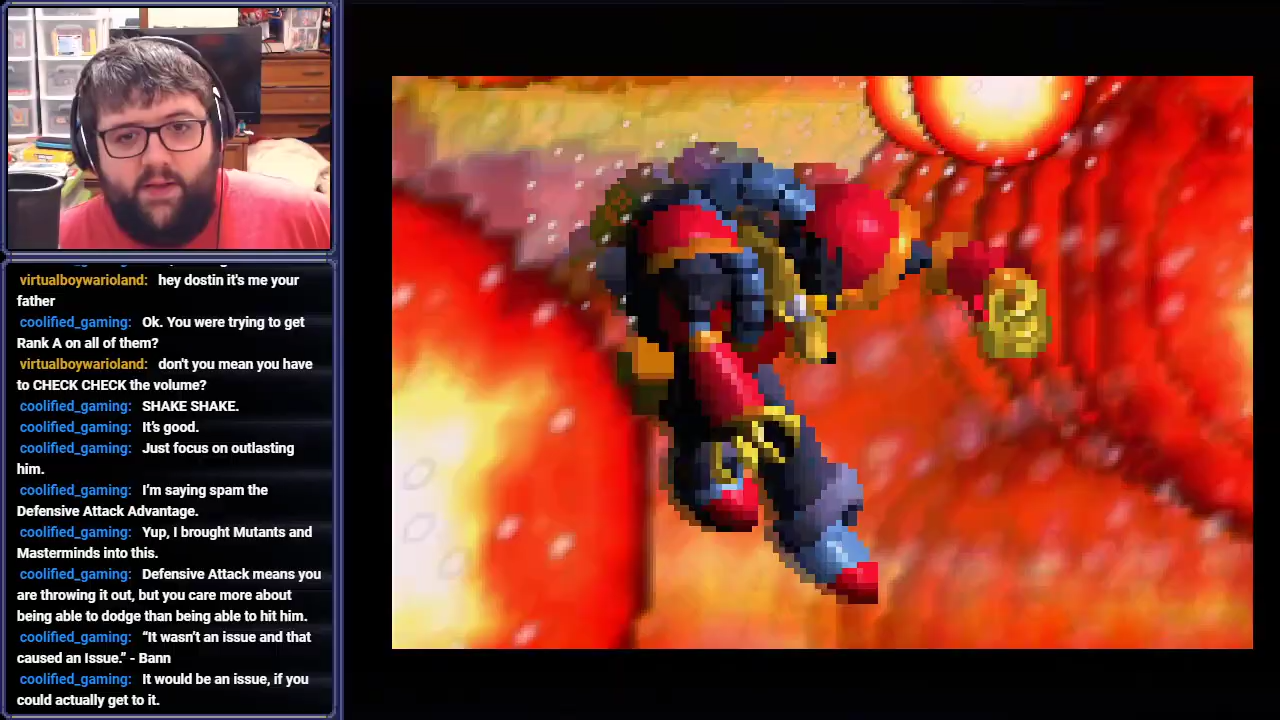 virtualboywarioland: hey dostin it's me your
father
coolified_gaming: Ok. You were trying to get
Rank A on all of them?
virtualboywarioland: don't you mean you have
to CHECK CHECK the volume?
coolified_gaming: SHAKE SHAKE.
coolified_gaming: It's good.
coolified_gaming: Just focus on outlasting
him.
coolified_gaming: I’m saying spam the
Defensive Attack Advantage.
coolified_gaming: Yup, I brought Mutants and
Masterminds into this.
coolified_gaming: Defensive Attack means you
are throwing it out, but you care more about
being able to dodge than being able to hit him.
coolified_gaming: “It wasn’t an issue and that
caused an Issue.” - Bann
coolified_gaming: It would be an issue, if you
could actually get to it.